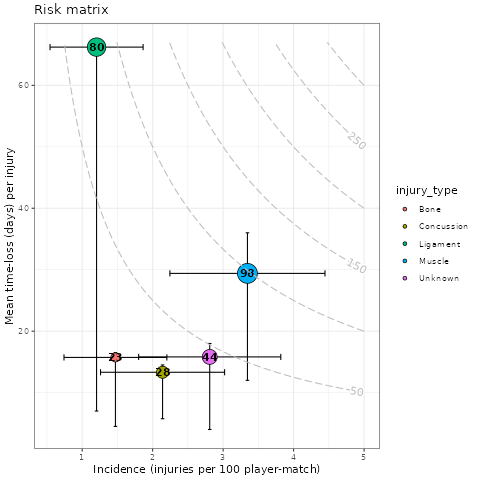 Risk matrix
Mean time-loss (days) per injury
60
40
20
80
98
23
28
44
250
150
50
1 2 3 4 5
Incidence (injuries per 100 player-match)
injury_type
Bone
Concussion
Ligament
Muscle
Unknown